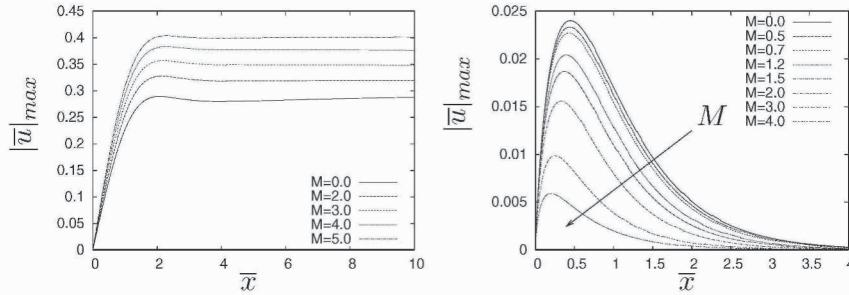 |u̅|max
0.45
0.4
0.35
0.3
0.25
0.2
0.15
0.1
0.05
0
M=0.0
M=2.0
M=3.0
M=4.0
M=5.0
0 2 4 6 8 10
x̅
|u̅|max
0.025
0.02
0.015
0.01
0.005
0
M=0.0
M=0.5
M=0.7
M=1.2
M=1.5
M=2.0
M=3.0
M=4.0
M
0 0.5 1 1.5 2 2.5 3 3.5 4
x̅